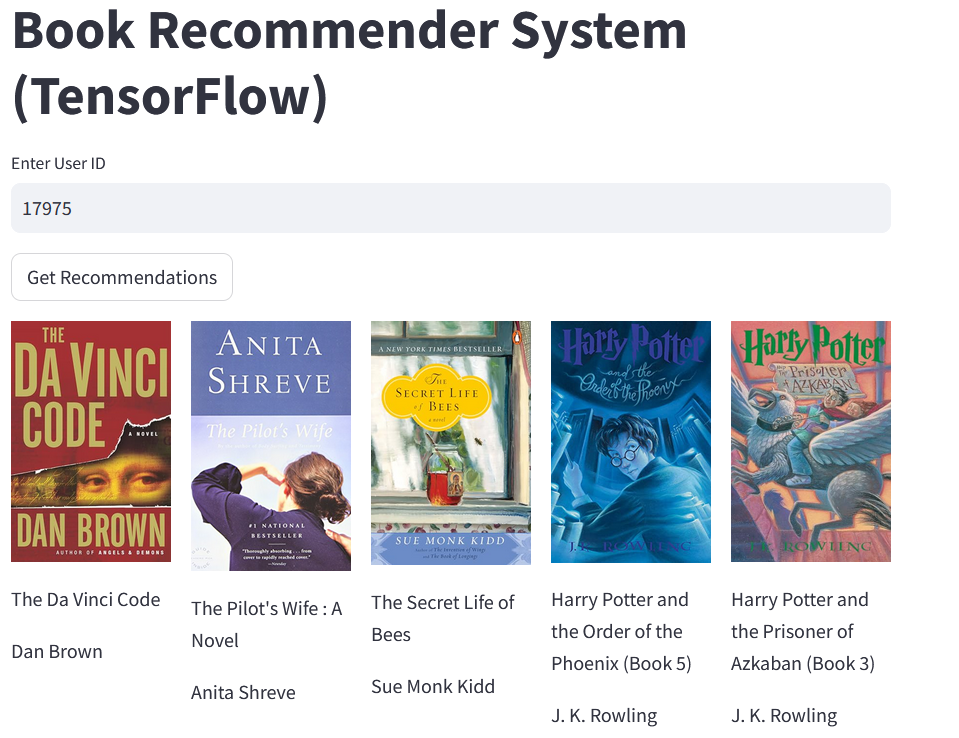 Book Recommender System
(TensorFlow)
Enter User ID
17975
Get Recommendations
THE
DA VINCI
CODE
A NOVEL
DAN BROWN
AUTHOR OF ANGELS & DEMONS
ANITA
SHREVE
The Pilot's Wife
#1 NATIONAL
BESTSELLER
"Thoroughly absorbing . . . from
cover to rapidly reached cover."
—Newsday
A NEW YORK TIMES BESTSELLER
The
SECRET LIFE
of BEES
a novel
SUE MONK KIDD
Author of The Invention of Wings
and The Book of Longings
Harry Potter
and the
Order of the Phoenix
J. K. ROWLING
Harry Potter
and the
Prisoner
of AZKABAN
J. K. ROWLING
The Da Vinci Code
Dan Brown
The Pilot's Wife : A
Novel
Anita Shreve
The Secret Life of
Bees
Sue Monk Kidd
Harry Potter and
the Order of the
Phoenix (Book 5)
J. K. Rowling
Harry Potter and
the Prisoner of
Azkaban (Book 3)
J. K. Rowling